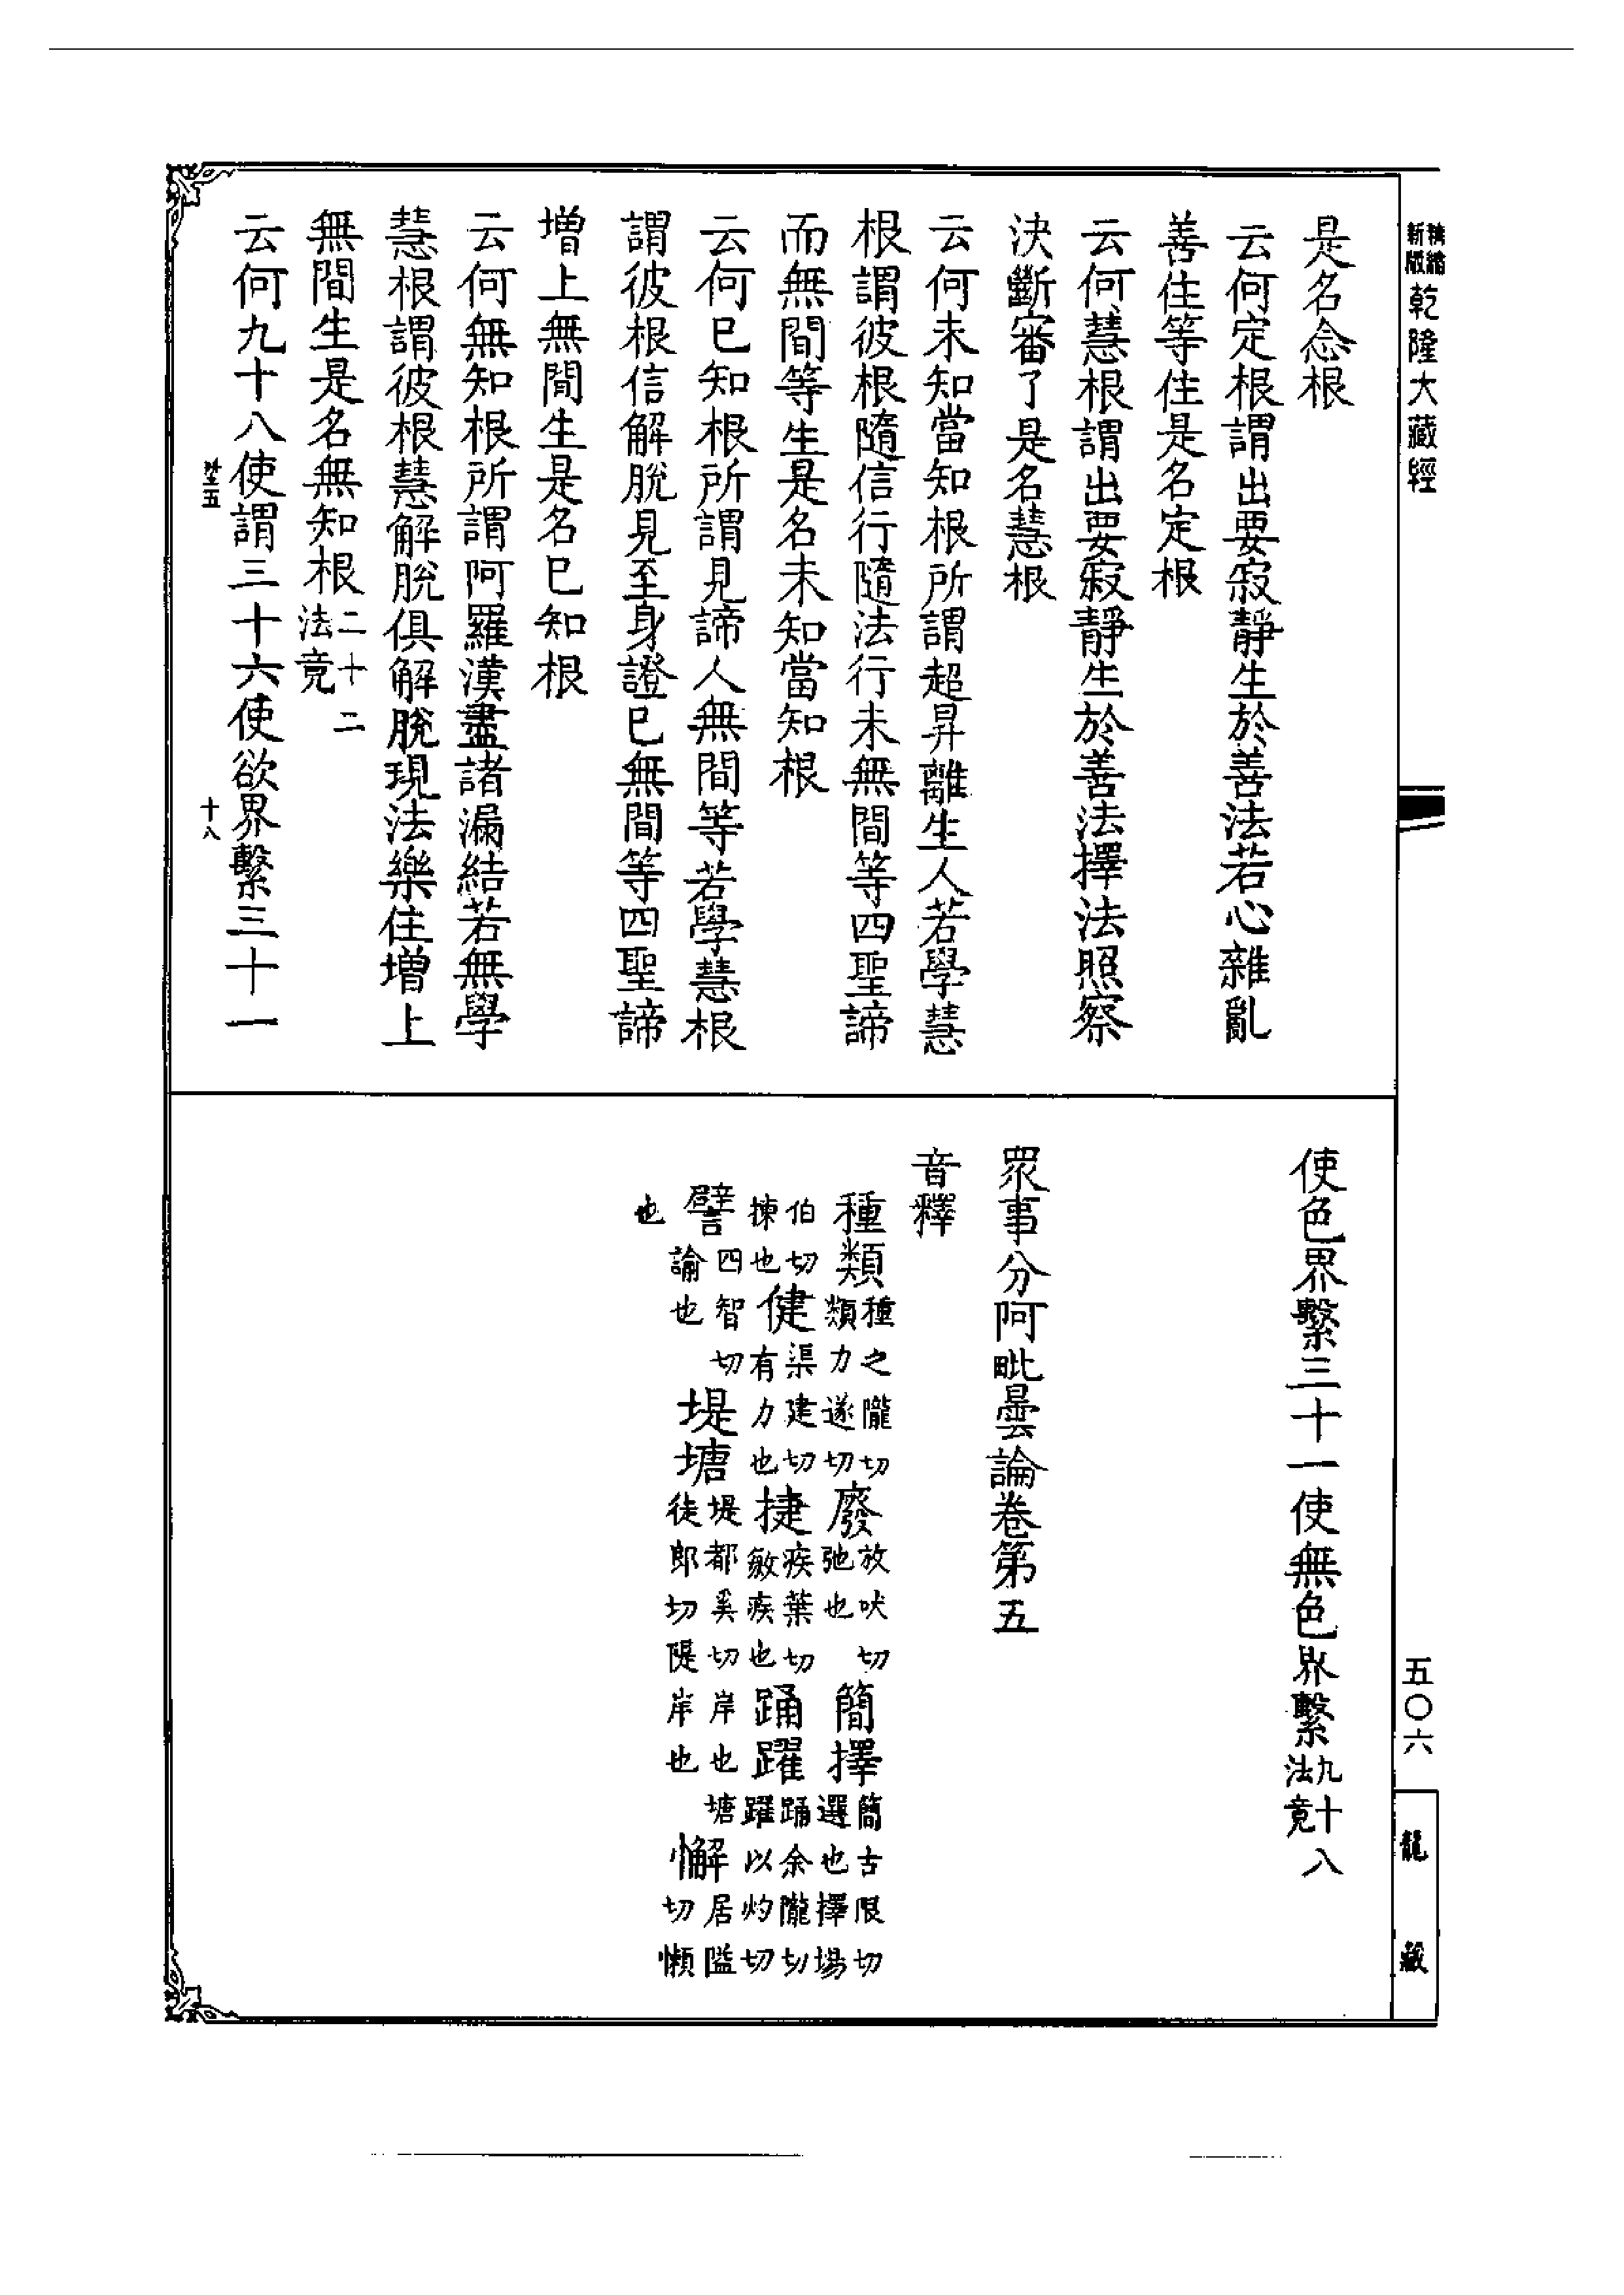 精縮
新版
乾隆大藏經
是名念根
云何定根謂出要寂靜生於善法若心雜亂
善住等住是名定根
云何慧根謂出要寂靜生於善法擇法照察
決斷審了是名慧根
云何未知當知根所謂超昇離生人若學慧
根謂彼根隨信行隨法行未無間等四聖諦
而無間等生是名未知當知根
云何已知根所謂見諦人無間等若學慧根
謂彼根信解脫見至身證已無間等四聖諦
增上無間生是名已知根
云何無知根所謂阿羅漢盡諸漏結若無學
慧根謂彼根慧解脫俱解脫現法樂住增上
無間生是名無知根二十二法竟
云何九十八使謂三十六使欲界繫三十一
五
十八
使色界繫三十一使無色界繫九十八法竟
眾事分阿毗曇論卷第五
音釋
種類種之隴切類力遂切廢放吠切弛也簡擇簡古限切選也擇場
伯切揀也健渠建切有力也捷疾葉切敏疾也踊躍踊余隴切躍以灼切
譬四智切諭也堤塘堤都奚切岸也塘徒郎切隄岸也懈居隘切懶
也
五〇六
龍藏